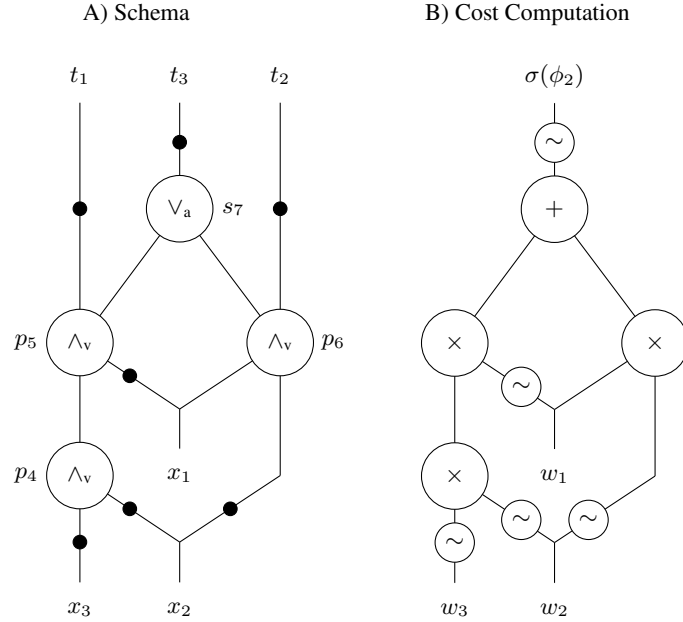 A) Schema
B) Cost Computation
t₁ t₃ t₂
σ(ϕ₂)
∼
∨ₐ s₇
+
p₅ ∧ᵥ ∧ᵥ p₆
× ×
∼
x₁
w₁
p₄ ∧ᵥ
×
∼ ∼
∼
x₃ x₂
w₃ w₂